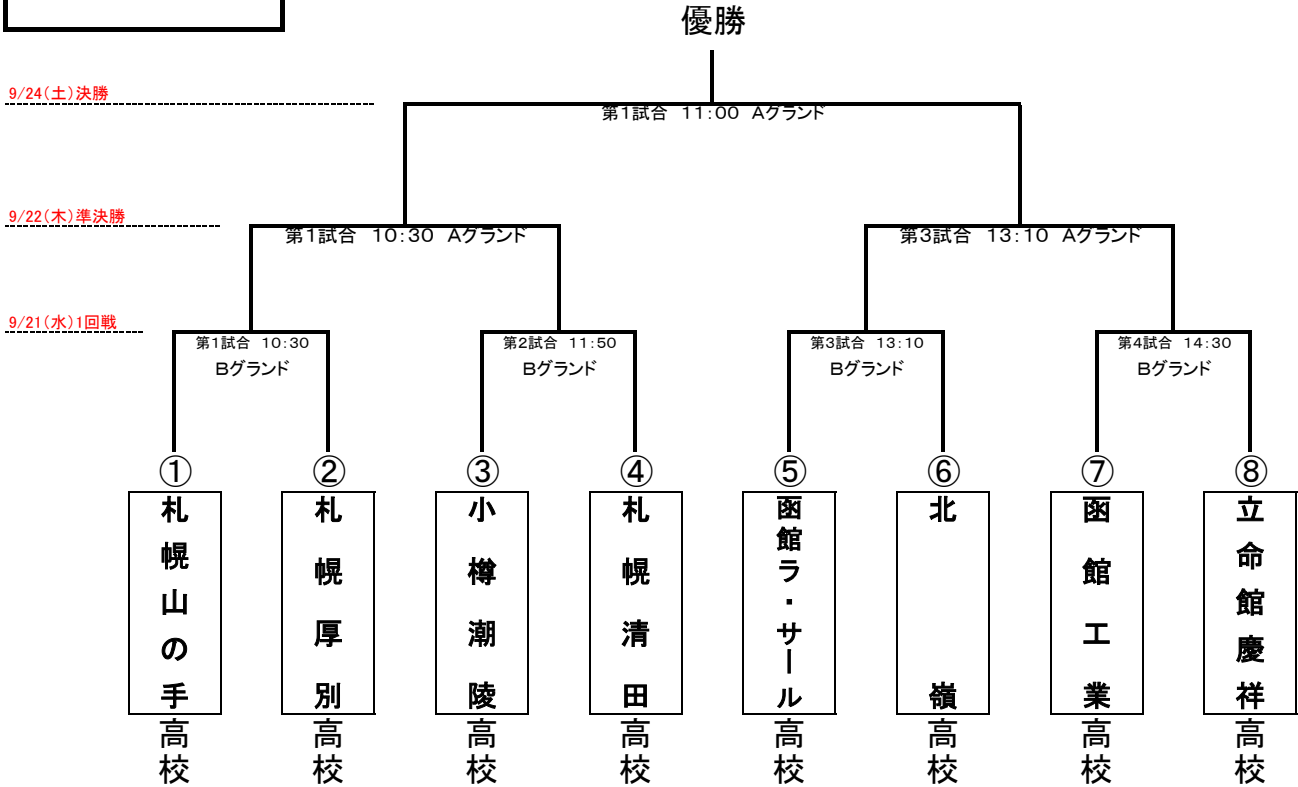 優勝
9/24(土)決勝
第1試合 11:00 Aグランド
9/22(木)準決勝
第1試合 10:30 Aグランド
第3試合 13:10 Aグランド
9/21(水)1回戦
第1試合 10:30
Bグランド
第2試合 11:50
Bグランド
第3試合 13:10
Bグランド
第4試合 14:30
Bグランド
①
札幌山の手
高校
②
札幌厚別
高校
③
小樽潮陵
高校
④
札幌清田
高校
⑤
函館ラ・サール
高校
⑥
北嶺
高校
⑦
函館工業
高校
⑧
立命館慶祥
高校